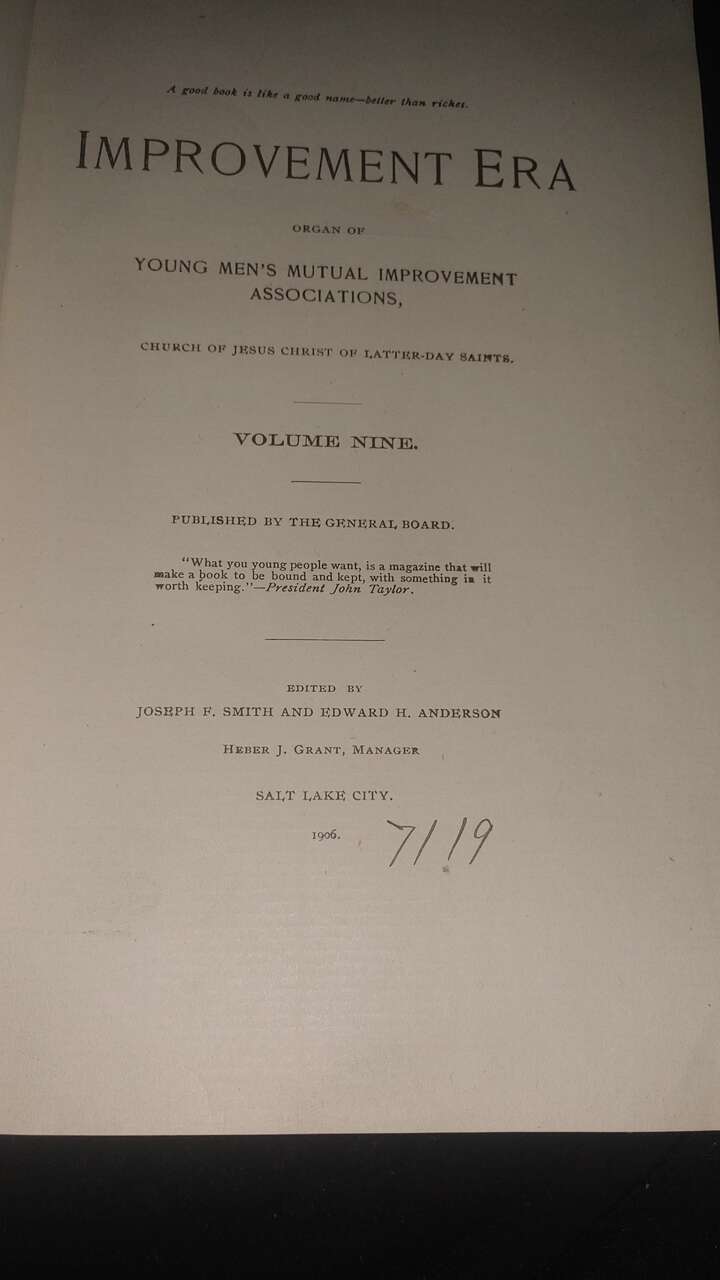 A good book is like a good name—better than riches.
IMPROVEMENT ERA
ORGAN OF
YOUNG MEN'S MUTUAL IMPROVEMENT
ASSOCIATIONS,
CHURCH OF JESUS CHRIST OF LATTER-DAY SAINTS.
VOLUME NINE.
PUBLISHED BY THE GENERAL BOARD.
"What you young people want, is a magazine that will
make a book to be bound and kept, with something in it
worth keeping."—President John Taylor.
EDITED BY
JOSEPH F. SMITH AND EDWARD H. ANDERSON
HEBER J. GRANT, MANAGER
SALT LAKE CITY.
1906.
7119